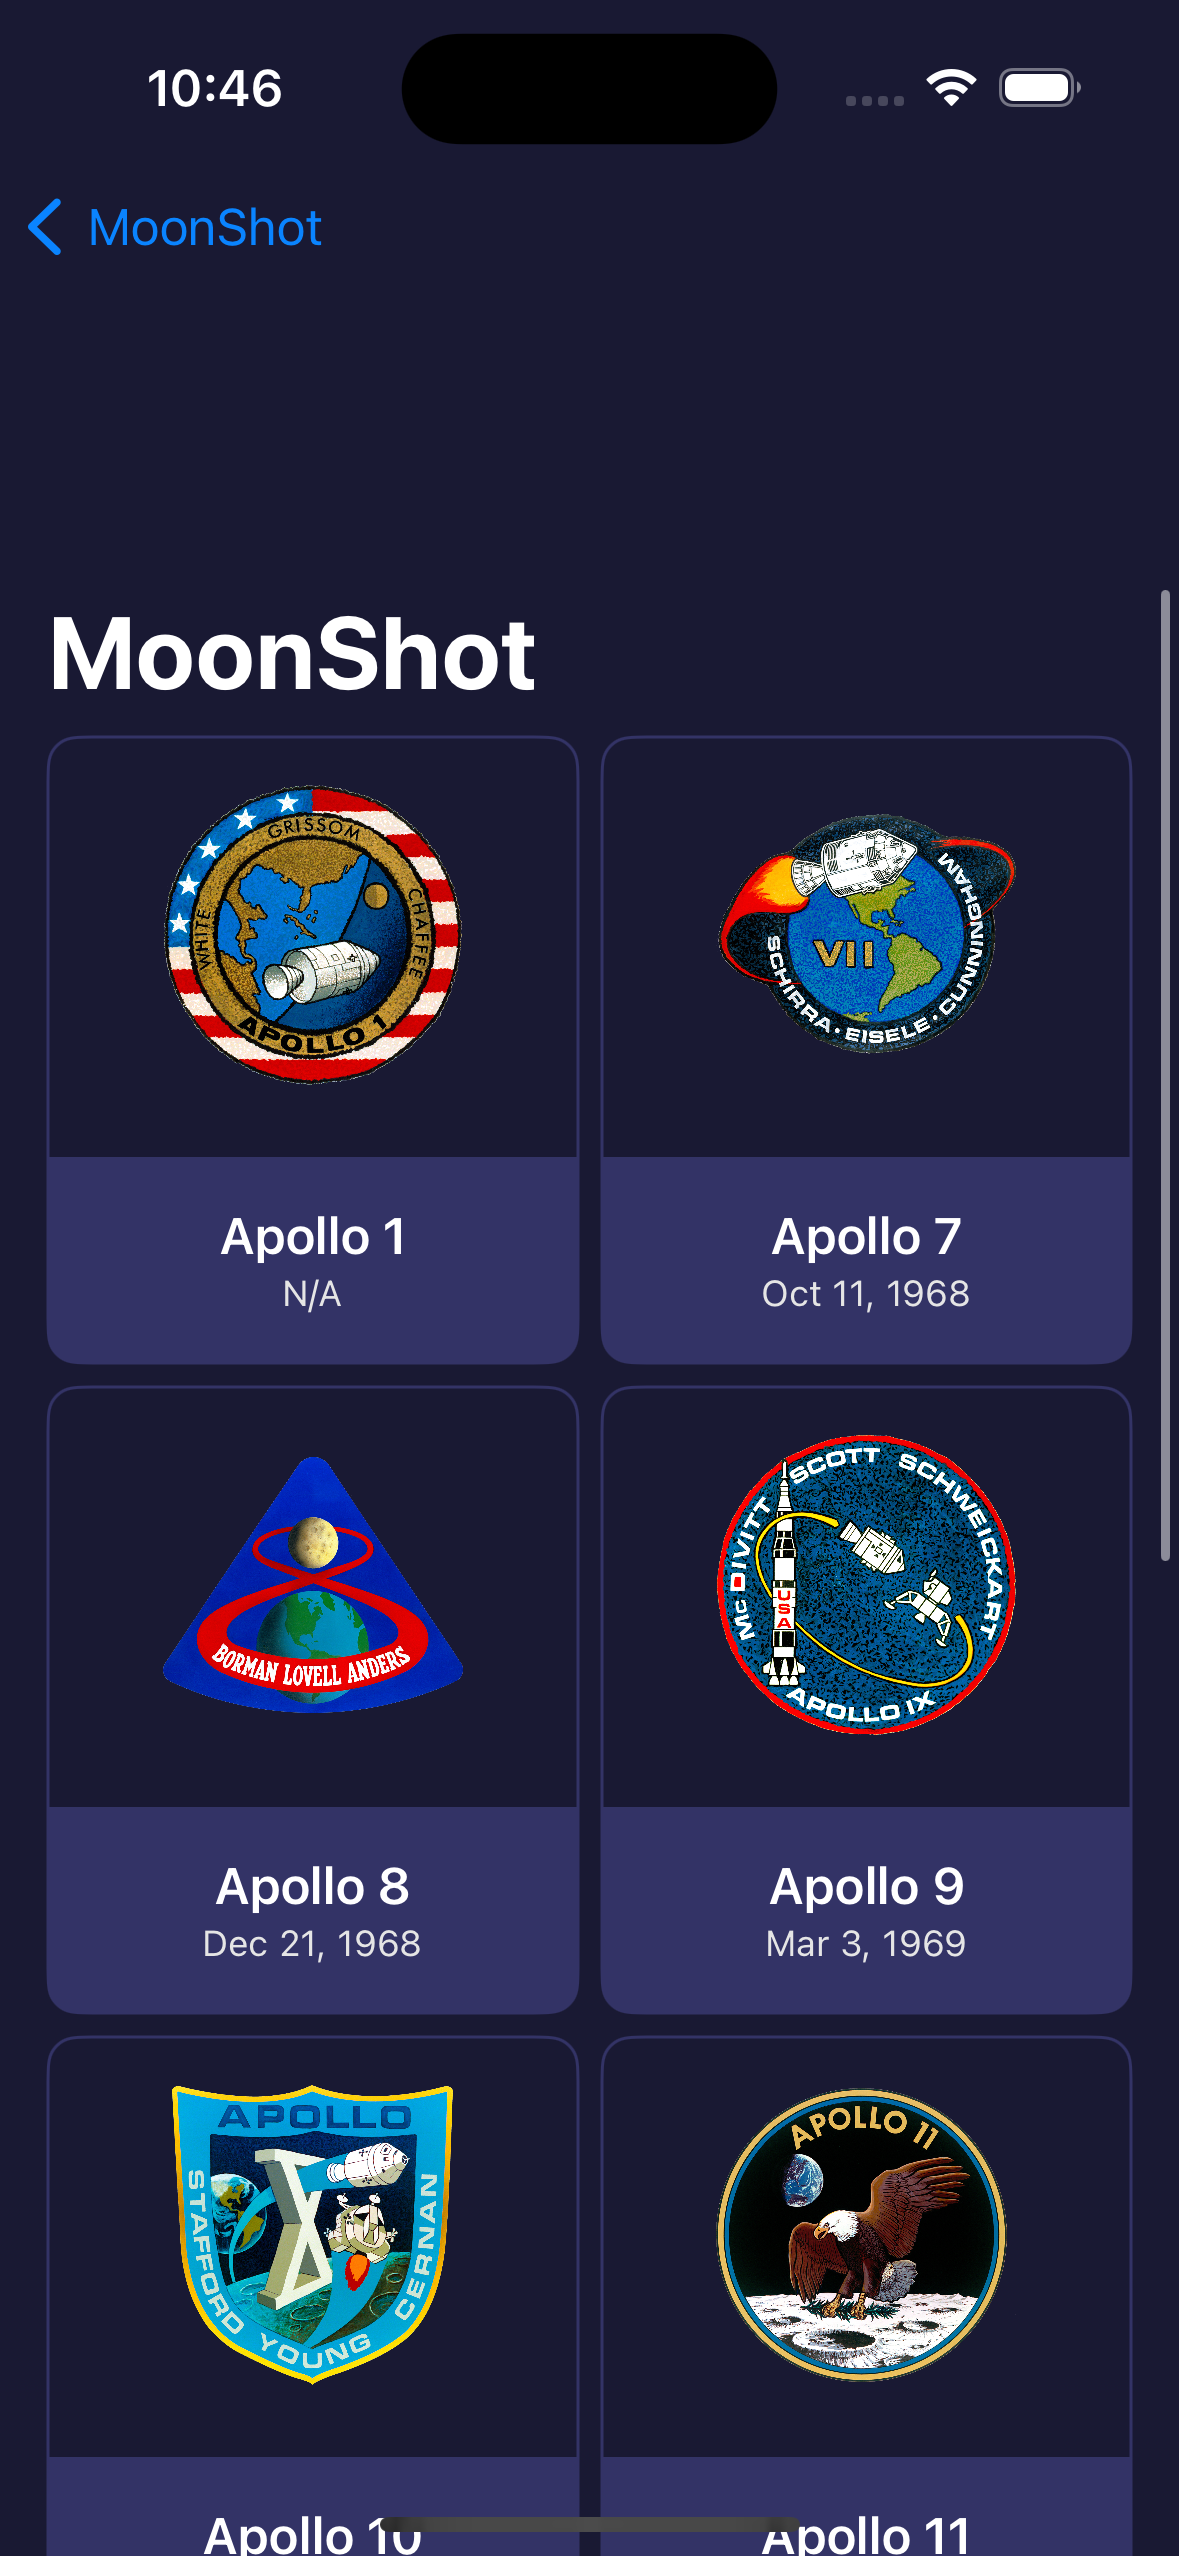 10:46
MoonShot
MoonShot
GRISSOM
WHITE
CHAFFEE
APOLLO 1
VII
SCHIRRA • EISELE • CUNNINGHAM
Apollo 1
N/A
Apollo 7
Oct 11, 1968
BORMAN LOVELL ANDERS
McDIVITT SCOTT SCHWEICKART
USA
APOLLO IX
Apollo 8
Dec 21, 1968
Apollo 9
Mar 3, 1969
APOLLO
X
STAFFORD YOUNG CERNAN
APOLLO 11
Apollo 10
Apollo 11